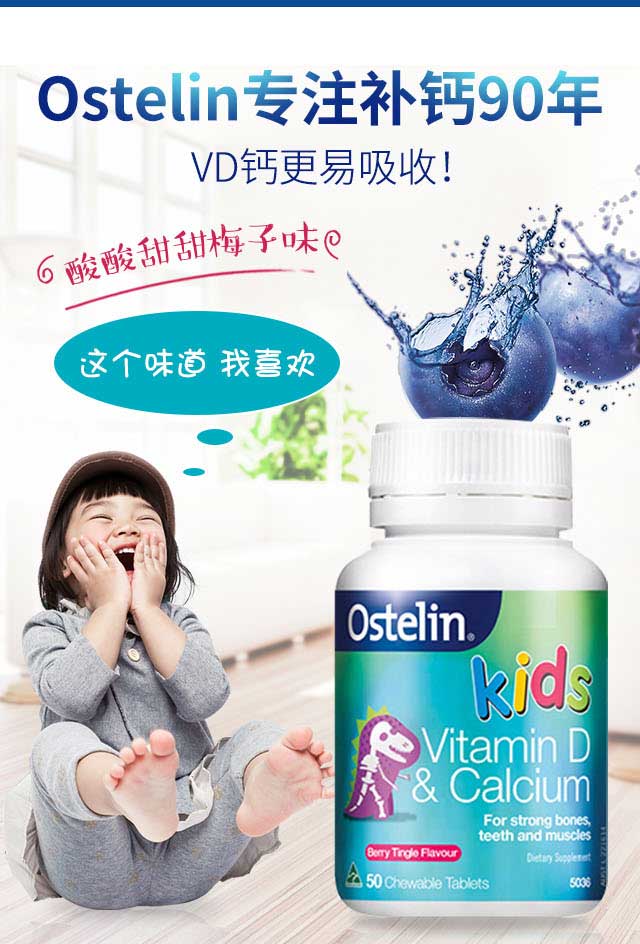 Ostelin专注补钙90年
VD钙更易吸收！
酸酸甜甜梅子味
这个味道 我喜欢
Ostelin®
kids
Vitamin D
& Calcium
For strong bones,
teeth and muscles
Berry Tingle Flavour
Dietary Supplement
50 Chewable Tablets
5036